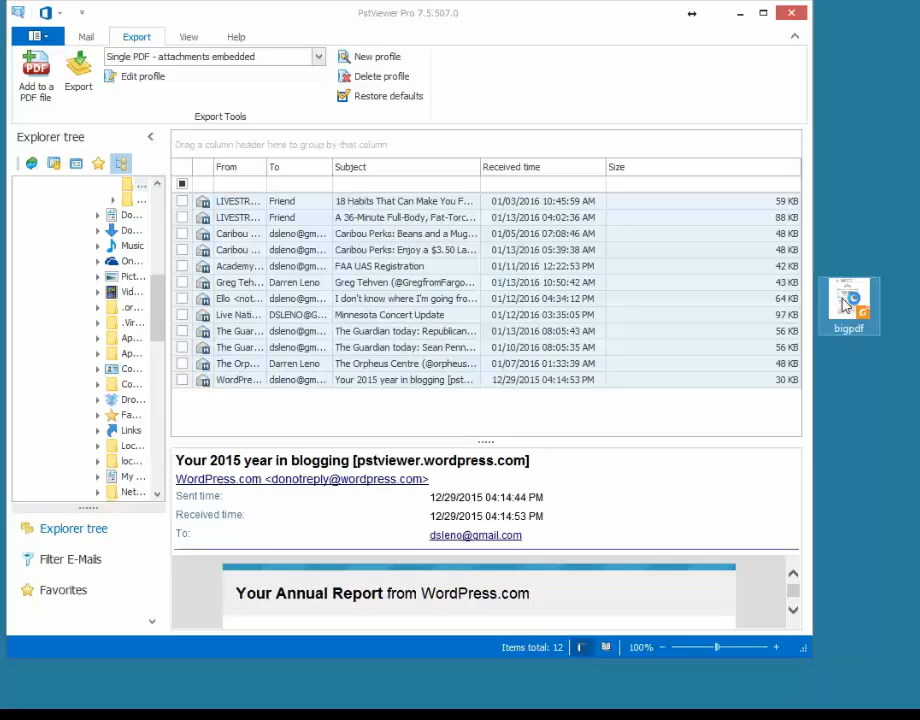 PstViewer Pro 7.5.507.0
Mail
Export
View
Help
Add to a PDF file
Export
Single PDF - attachments embedded
Edit profile
New profile
Delete profile
Restore defaults
Export Tools
Explorer tree
Drag a column header here to group by that column
From To Subject Received time Size
LIVESTR... Friend 18 Habits That Can Make You F... 01/03/2016 10:45:59 AM 59 KB
LIVESTR... Friend A 36-Minute Full-Body, Fat-Torc... 01/13/2016 04:02:36 AM 88 KB
Caribou ... dsleno@gm... Caribou Perks: Beans and a Mug... 01/05/2016 07:08:46 AM 48 KB
Caribou ... dsleno@gm... Caribou Perks: Enjoy a $3.50 La... 01/13/2016 05:39:38 AM 48 KB
Academy... dsleno@gm... FAA UAS Registration 01/11/2016 12:22:53 PM 42 KB
Greg Teh... Darren Leno Greg Tehven (@GregfromFargo... 01/13/2016 10:50:42 AM 43 KB
Ello <not... dsleno@gm... I don't know where I'm going fro... 01/12/2016 04:34:12 PM 64 KB
Live Nati... DSLENO@G... Minnesota Concert Update 01/12/2016 03:35:05 PM 97 KB
The Guar... dsleno@gm... The Guardian today: Republican... 01/13/2016 08:05:43 AM 56 KB
The Guar... dsleno@gm... The Guardian today: Sean Penn... 01/10/2016 08:05:35 AM 56 KB
The Orp... Darren Leno The Orpheus Centre (@orpheus... 01/07/2016 01:33:39 AM 48 KB
WordPre... dsleno@gm... Your 2015 year in blogging [pst... 12/29/2015 04:14:53 PM 30 KB
...
...
Do...
Do...
Music
On...
Pict...
Vid...
.or...
.Vir...
Ap...
Ap...
Co...
Co...
Dro...
Fa...
Links
Loc...
loc...
My ...
Net...
Explorer tree
Filter E-Mails
Favorites
Your 2015 year in blogging [pstviewer.wordpress.com]
WordPress.com <donotreply@wordpress.com>
Sent time: 12/29/2015 04:14:44 PM
Received time: 12/29/2015 04:14:53 PM
To: dsleno@gmail.com
Your Annual Report from WordPress.com
Items total: 12
100%
bigpdf